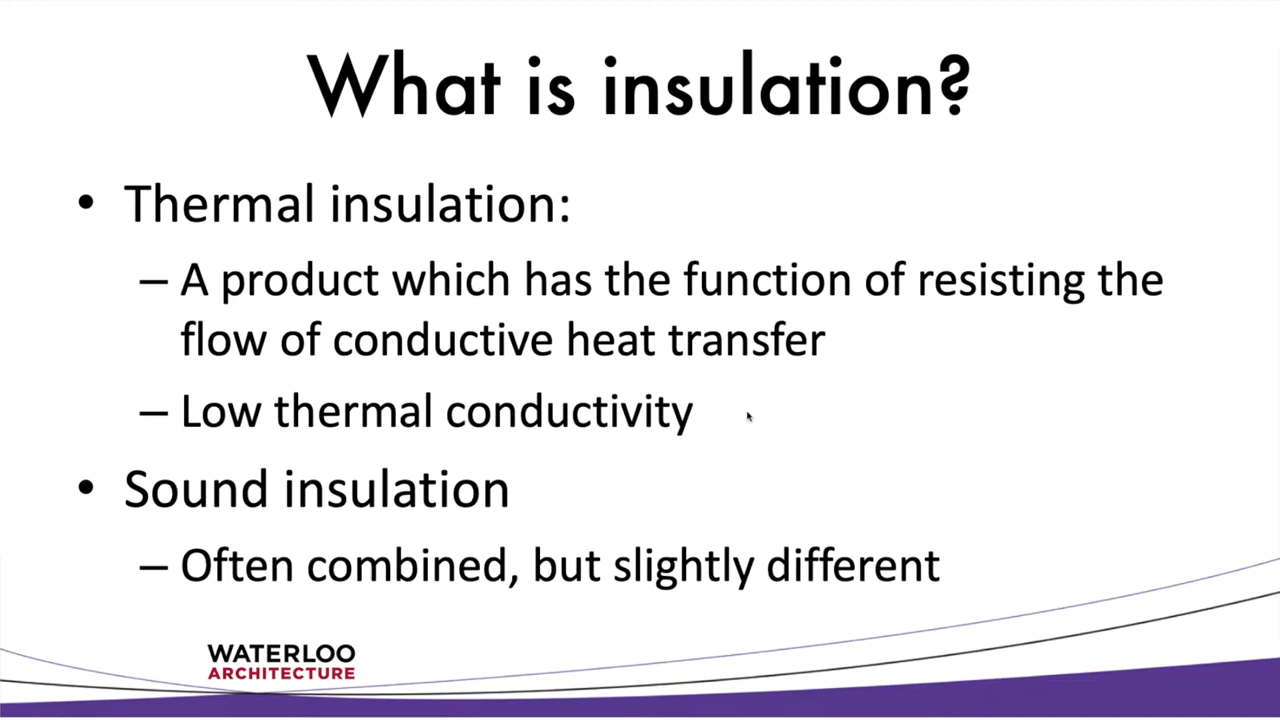 What is insulation?
• Thermal insulation:
– A product which has the function of resisting the
flow of conductive heat transfer
– Low thermal conductivity
• Sound insulation
– Often combined, but slightly different
WATERLOO
ARCHITECTURE